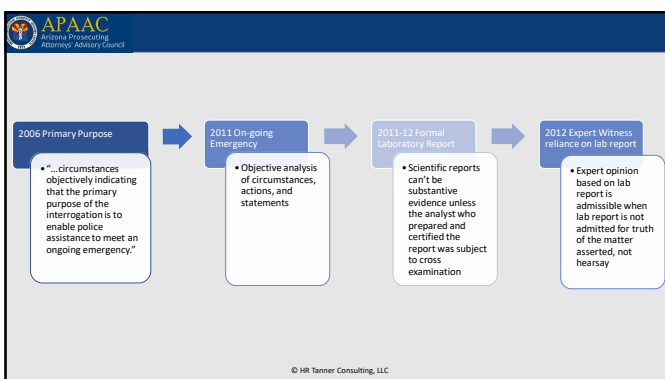 APAAC
Arizona Prosecuting
Attorneys' Advisory Council
2006 Primary Purpose
• "...circumstances
objectively indicating
that the primary
purpose of the
interrogation is to
enable police
assistance to meet an
ongoing emergency."
2011 On-going
Emergency
• Objective analysis
of circumstances,
actions, and
statements
2011-12 Formal
Laboratory Report
• Scientific reports
can't be
substantive
evidence unless
the analyst who
prepared and
certified the
report was subject
to cross
examination
2012 Expert Witness
reliance on lab report
• Expert opinion
based on lab
report is
admissible when
lab report is not
admitted for truth
of the matter
asserted, not
hearsay
© HR Tanner Consulting, LLC